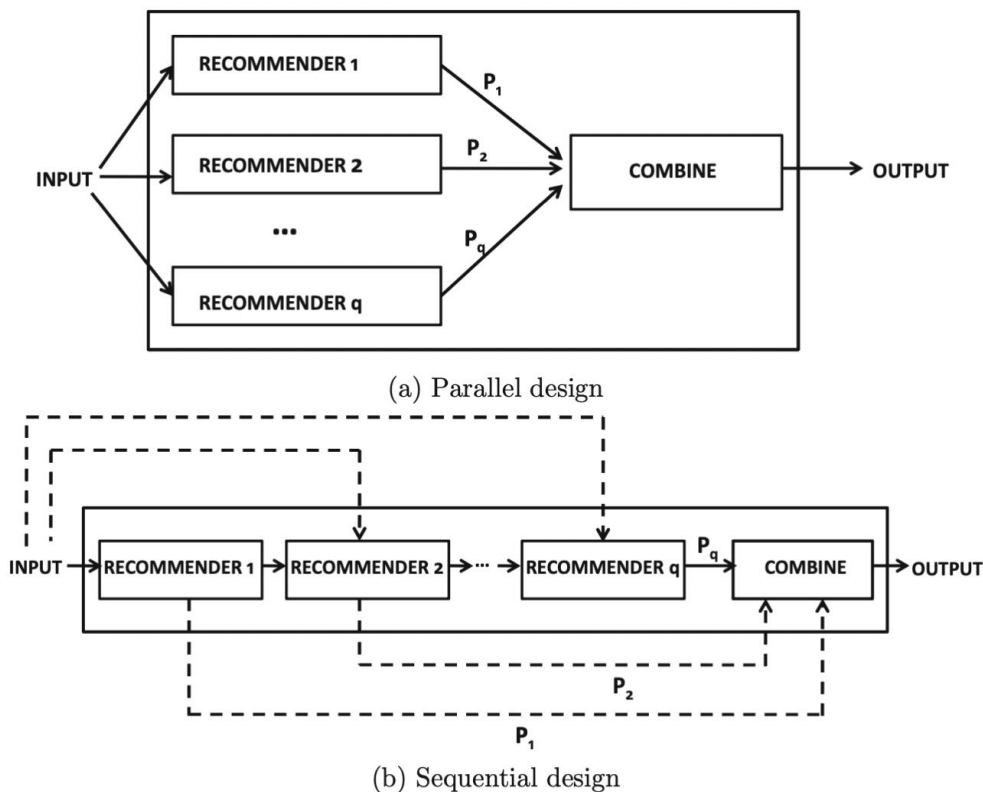 RECOMMENDER 1
P1
RECOMMENDER 2
P2
INPUT
COMBINE
OUTPUT
...
Pq
RECOMMENDER q
(a) Parallel design
INPUT
RECOMMENDER 1
RECOMMENDER 2
...
RECOMMENDER q
Pq
COMBINE
OUTPUT
P2
P1
(b) Sequential design